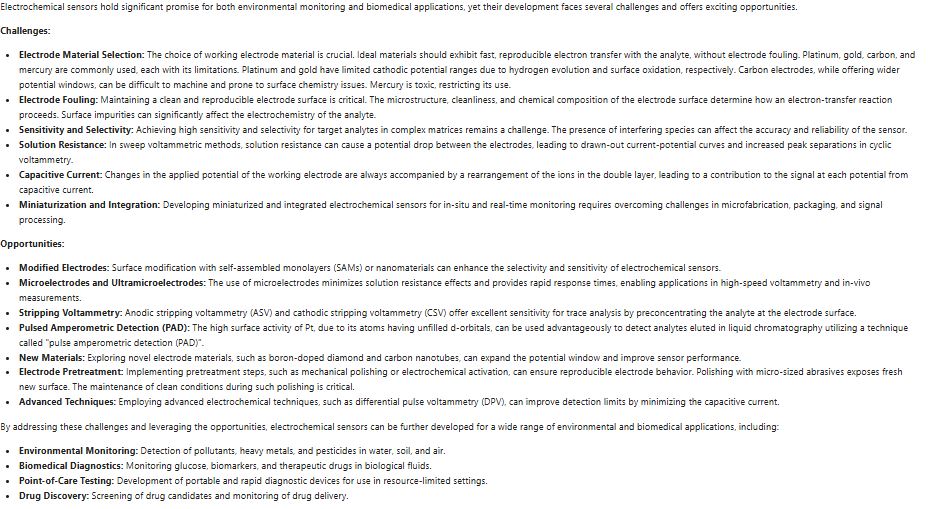 Electrochemical sensors hold significant promise for both environmental monitoring and biomedical applications, yet their development faces several challenges and offers exciting opportunities.
Challenges:
• Electrode Material Selection: The choice of working electrode material is crucial. Ideal materials should exhibit fast, reproducible electron transfer with the analyte, without electrode fouling. Platinum, gold, carbon, and
mercury are commonly used, each with its limitations. Platinum and gold have limited cathodic potential ranges due to hydrogen evolution and surface oxidation, respectively. Carbon electrodes, while offering wider
potential windows, can be difficult to machine and prone to surface chemistry issues. Mercury is toxic, restricting its use.
• Electrode Fouling: Maintaining a clean and reproducible electrode surface is critical. The microstructure, cleanliness, and chemical composition of the electrode surface determine how an electron-transfer reaction
proceeds. Surface impurities can significantly affect the electrochemistry of the analyte.
• Sensitivity and Selectivity: Achieving high sensitivity and selectivity for target analytes in complex matrices remains a challenge. The presence of interfering species can affect the accuracy and reliability of the sensor.
• Solution Resistance: In sweep voltammetric methods, solution resistance can cause a potential drop between the electrodes, leading to drawn-out current-potential curves and increased peak separations in cyclic
voltammetry.
• Capacitive Current: Changes in the applied potential of the working electrode are always accompanied by a rearrangement of the ions in the double layer, leading to a contribution to the signal at each potential from
capacitive current.
• Miniaturization and Integration: Developing miniaturized and integrated electrochemical sensors for in-situ and real-time monitoring requires overcoming challenges in microfabrication, packaging, and signal
processing.
Opportunities:
• Modified Electrodes: Surface modification with self-assembled monolayers (SAMs) or nanomaterials can enhance the selectivity and sensitivity of electrochemical sensors.
• Microelectrodes and Ultramicroelectrodes: The use of microelectrodes minimizes solution resistance effects and provides rapid response times, enabling applications in high-speed voltammetry and in-vivo
measurements.
• Stripping Voltammetry: Anodic stripping voltammetry (ASV) and cathodic stripping voltammetry (CSV) offer excellent sensitivity for trace analysis by preconcentrating the analyte at the electrode surface.
• Pulsed Amperometric Detection (PAD): The high surface activity of Pt, due to its atoms having unfilled d-orbitals, can be used advantageously to detect analytes eluted in liquid chromatography utilizing a technique
called "pulse amperometric detection (PAD)".
• New Materials: Exploring novel electrode materials, such as boron-doped diamond and carbon nanotubes, can expand the potential window and improve sensor performance.
• Electrode Pretreatment: Implementing pretreatment steps, such as mechanical polishing or electrochemical activation, can ensure reproducible electrode behavior. Polishing with micro-sized abrasives exposes fresh
new surface. The maintenance of clean conditions during such polishing is critical.
• Advanced Techniques: Employing advanced electrochemical techniques, such as differential pulse voltammetry (DPV), can improve detection limits by minimizing the capacitive current.
By addressing these challenges and leveraging the opportunities, electrochemical sensors can be further developed for a wide range of environmental and biomedical applications, including:
• Environmental Monitoring: Detection of pollutants, heavy metals, and pesticides in water, soil, and air.
• Biomedical Diagnostics: Monitoring glucose, biomarkers, and therapeutic drugs in biological fluids.
• Point-of-Care Testing: Development of portable and rapid diagnostic devices for use in resource-limited settings.
• Drug Discovery: Screening of drug candidates and monitoring of drug delivery.